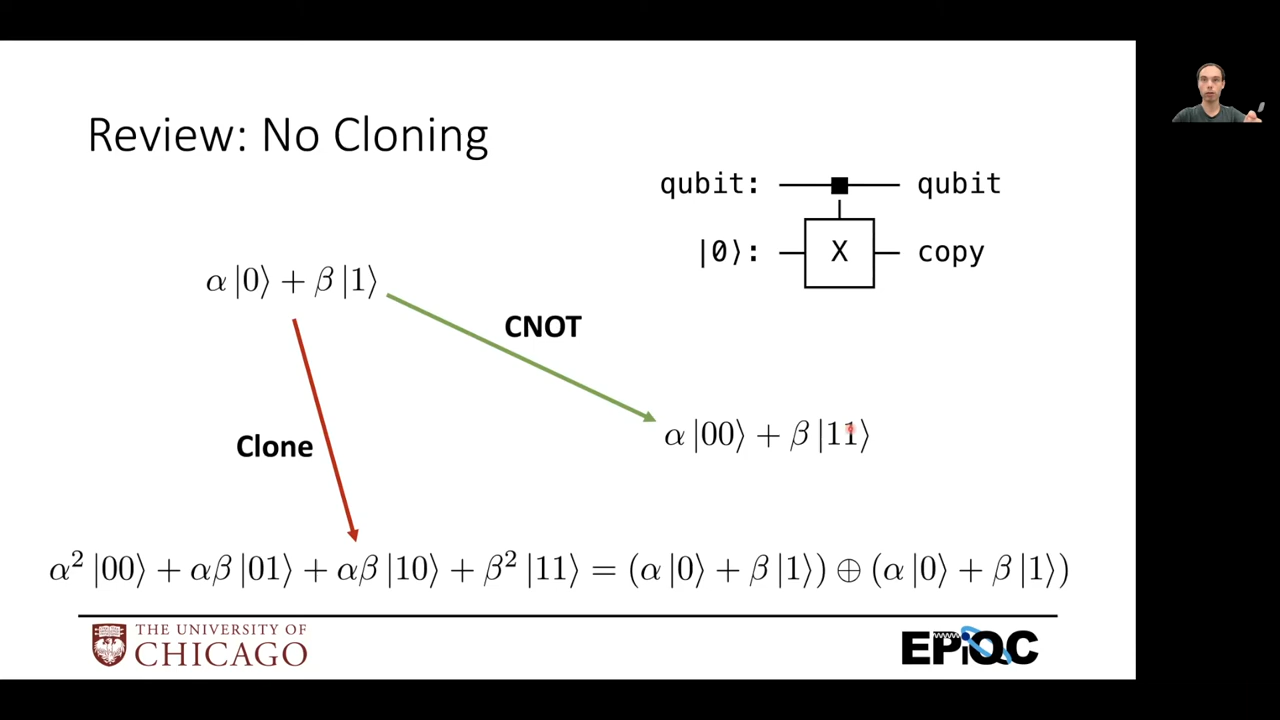 Review: No Cloning
qubit: qubit
|0⟩: X copy
α|0⟩ + β|1⟩
CNOT
α|00⟩ + β|11⟩
Clone
α²|00⟩ + αβ|01⟩ + αβ|10⟩ + β²|11⟩ = (α|0⟩ + β|1⟩) ⊕ (α|0⟩ + β|1⟩)
THE UNIVERSITY OF
CHICAGO
EPiQC